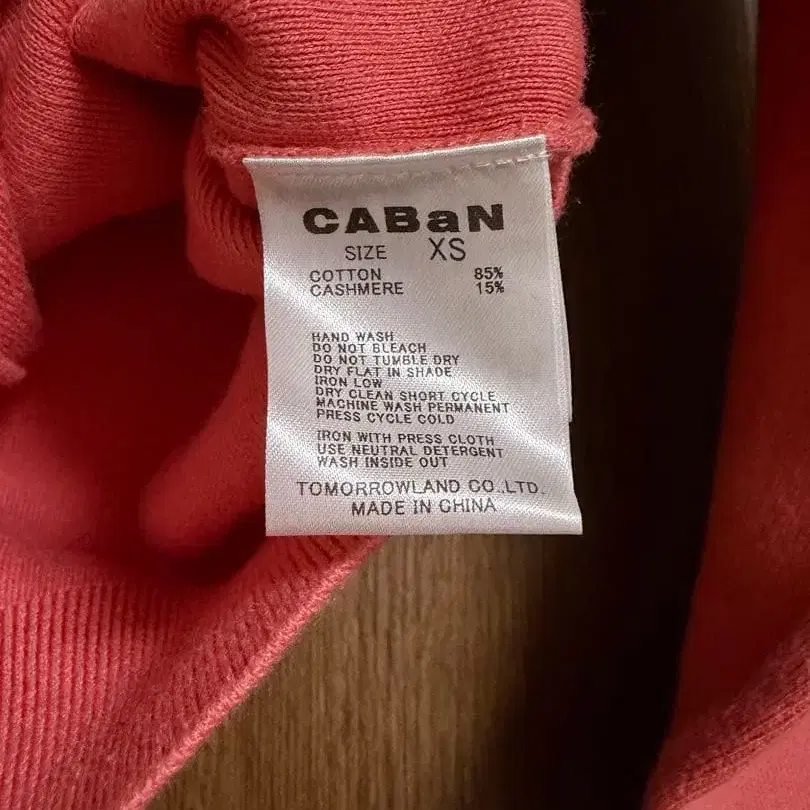 CABaN
SIZE XS
COTTON 85%
CASHMERE 15%
HAND WASH
DO NOT BLEACH
DO NOT TUMBLE DRY
DRY FLAT IN SHADE
IRON LOW
DRY CLEAN SHORT CYCLE
MACHINE WASH PERMANENT
PRESS CYCLE COLD
IRON WITH PRESS CLOTH
USE NEUTRAL DETERGENT
WASH INSIDE OUT
TOMORROWLAND CO.,LTD.
MADE IN CHINA